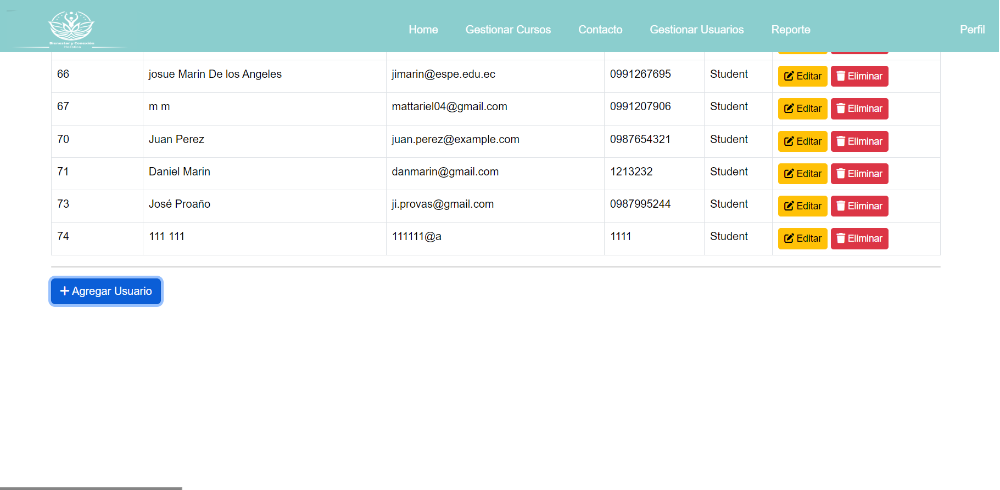 Bienestar y Conexión
Holística
Home Gestionar Cursos Contacto Gestionar Usuarios Reporte Perfil
66 josue Marin De los Angeles jimarin@espe.edu.ec 0991267695 Student Editar Eliminar
67 m m mattariel04@gmail.com 0991207906 Student Editar Eliminar
70 Juan Perez juan.perez@example.com 0987654321 Student Editar Eliminar
71 Daniel Marin danmarin@gmail.com 1213232 Student Editar Eliminar
73 José Proaño ji.provas@gmail.com 0987995244 Student Editar Eliminar
74 111 111 111111@a 1111 Student Editar Eliminar
Agregar Usuario